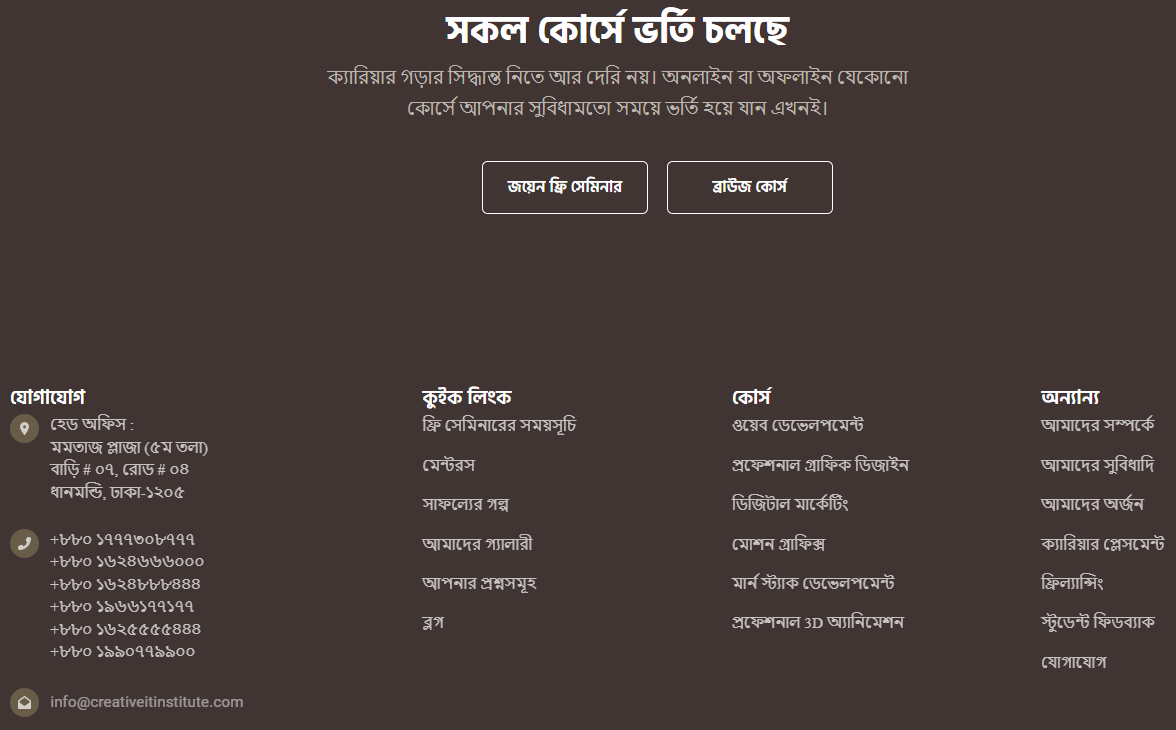 সকল কোর্সে ভর্তি চলছে
ক্যারিয়ার গড়ার সিদ্ধান্ত নিতে আর দেরি নয়। অনলাইন বা অফলাইন যেকোনো
কোর্সে আপনার সুবিধামতো সময়ে ভর্তি হয়ে যান এখনই।
জয়েন ফ্রি সেমিনার
ব্রাউজ কোর্স
যোগাযোগ
হেড অফিস :
মমতাজ প্লাজা (৫ম তলা)
বাড়ি # ০৭, রোড # ০৪
ধানমন্ডি, ঢাকা-১২০৫
+৮৮০ ১৭৭৭৩০৮৭৭৭
+৮৮০ ১৬২৪৬৬৬০০০
+৮৮০ ১৬২৪৮৮৮৪৪৪
+৮৮০ ১৯৬৬১৭৭১৭৭
+৮৮০ ১৬২৫৫৫৫৪৪৪
+৮৮০ ১৯৯০৭৭৯৯০০
info@creativeitinstitute.com
কুইক লিংক
ফ্রি সেমিনারের সময়সূচি
মেন্টরস
সাফল্যের গল্প
আমাদের গ্যালারী
আপনার প্রশ্নসমূহ
ব্লগ
কোর্স
ওয়েব ডেভেলপমেন্ট
প্রফেশনাল গ্রাফিক ডিজাইন
ডিজিটাল মার্কেটিং
মোশন গ্রাফিক্স
মার্ন স্ট্যাক ডেভেলপমেন্ট
প্রফেশনাল 3D অ্যানিমেশন
অন্যান্য
আমাদের সম্পর্কে
আমাদের সুবিধাদি
আমাদের অর্জন
ক্যারিয়ার প্লেসমেন্ট
ফ্রিল্যান্সিং
স্টুডেন্ট ফিডব্যাক
যোগাযোগ